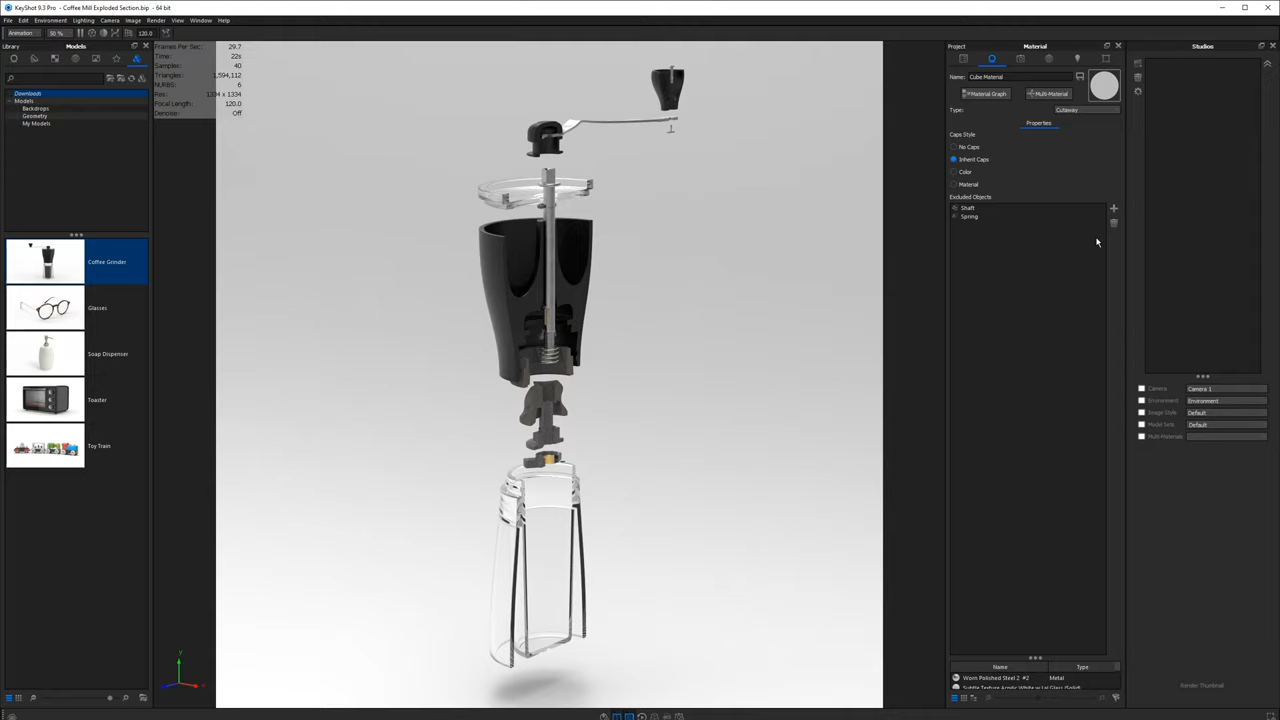 KeyShot 9.3 Pro - Coffee Mill Exploded Section.bip - 64 bit
File Edit Environment Lighting Camera Image Render View Window Help
Animation 50 % 120.0
Library Models
Downloads
Models
Backdrops
Geometry
My Models
Coffee Grinder
Glasses
Soap Dispenser
Toaster
Toy Train
Frames Per Sec: 29.7
Time: 22s
Samples: 40
Triangles: 1,594,112
NURBS: 6
Res: 1334 x 1334
Focal Length: 120.0
Denoise: Off
Project Material
Name: Cube Material
Material Graph Multi-Material
Type: Cutaway
Properties
Caps Style
No Caps
Inherit Caps
Color
Material
Excluded Objects
Shaft
Spring
Name Type
Worn Polished Steel 2 #2 Metal
Studios
Camera Camera 1
Environment Environment
Image Style Default
Model Sets Default
Multi-Materials
Render Thumbnail